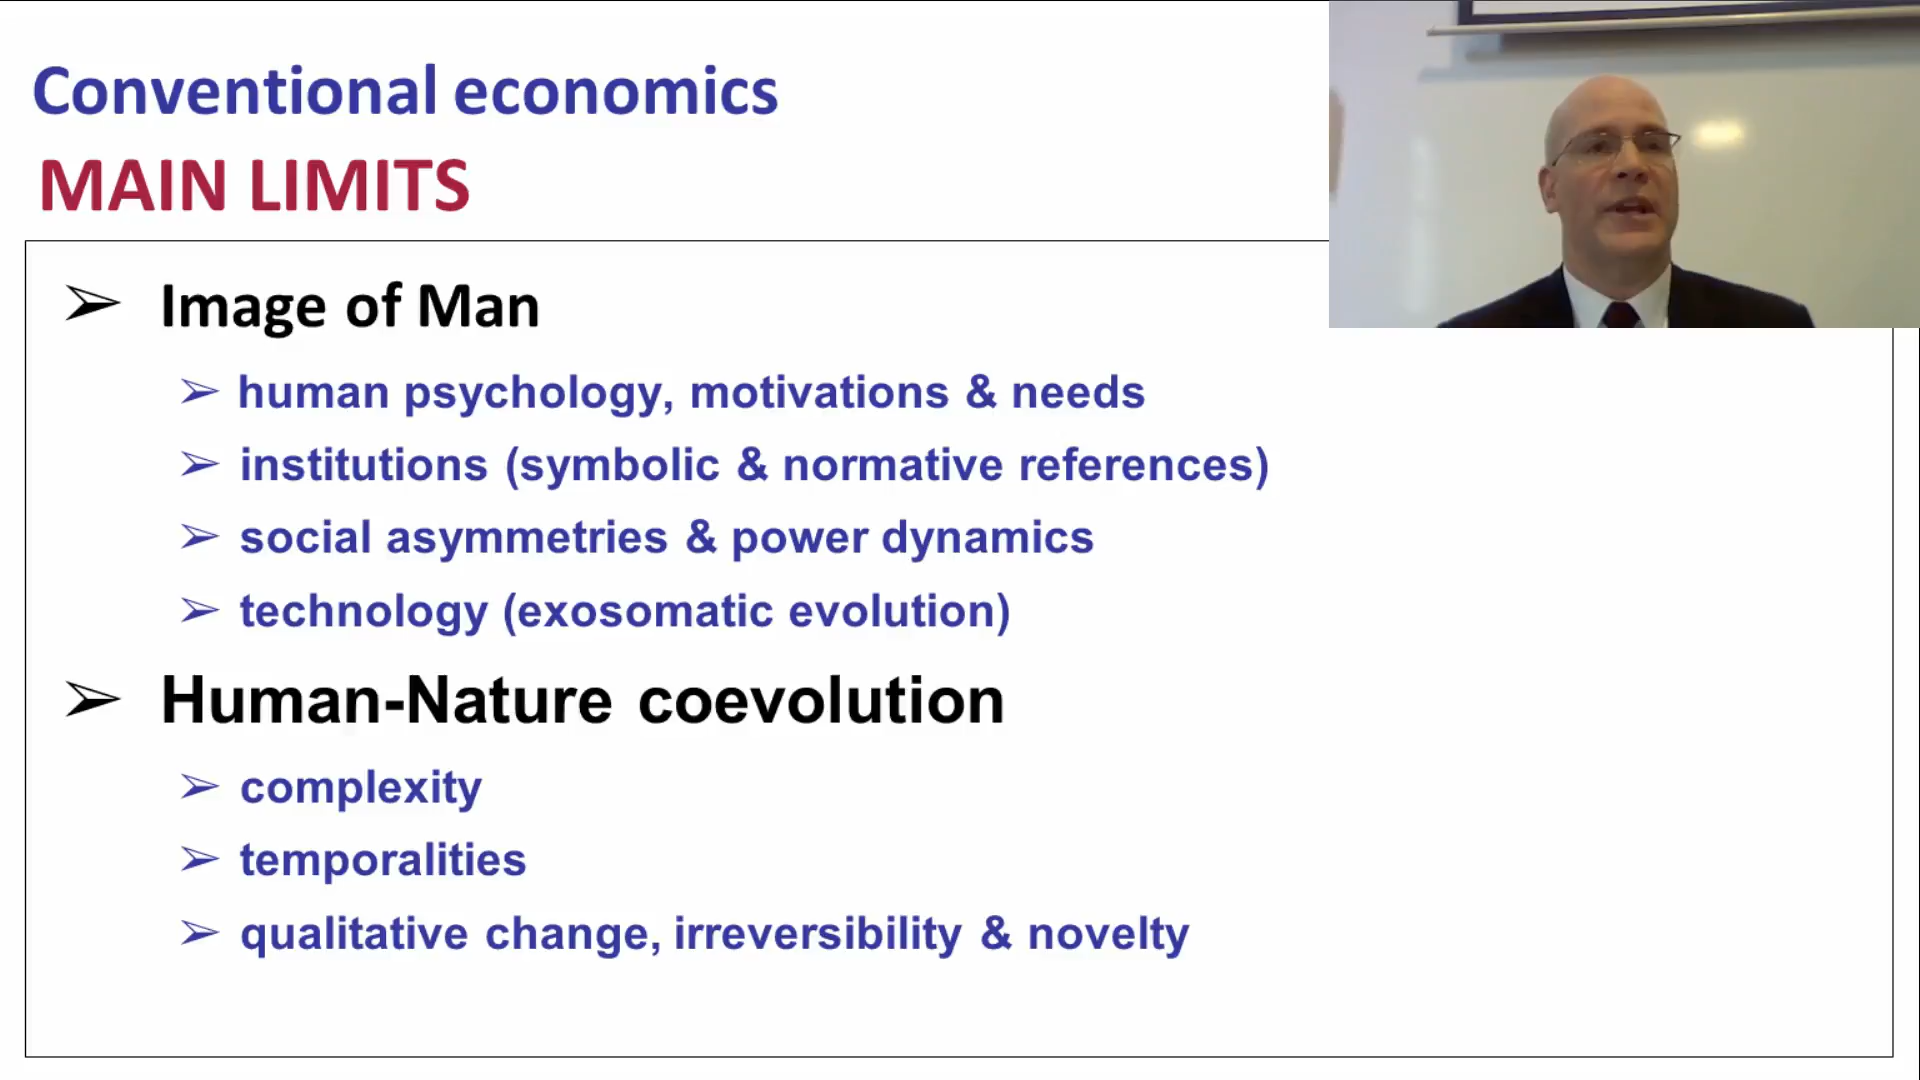 Conventional economics
MAIN LIMITS
➢ Image of Man
➢ human psychology, motivations & needs
➢ institutions (symbolic & normative references)
➢ social asymmetries & power dynamics
➢ technology (exosomatic evolution)
➢ Human-Nature coevolution
➢ complexity
➢ temporalities
➢ qualitative change, irreversibility & novelty